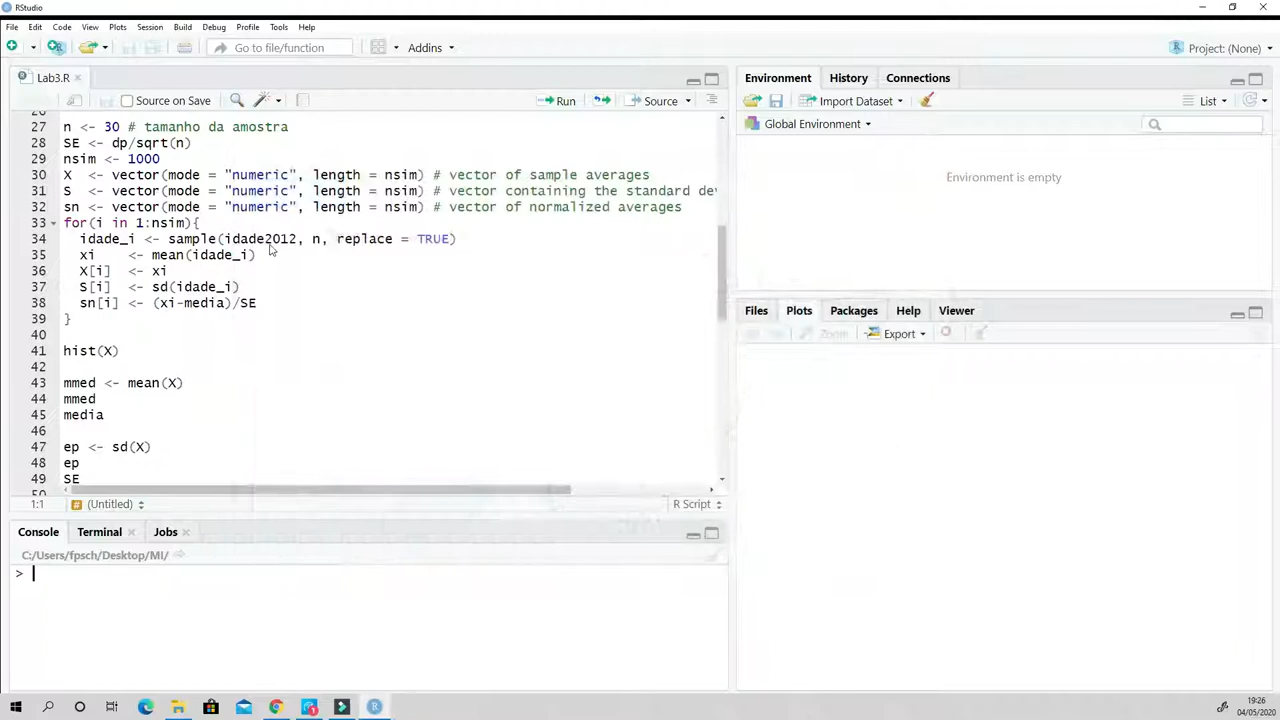 RStudio
File Edit Code View Plots Session Build Debug Profile Tools Help
Go to file/function Addins Project: (None)
Lab3.R
Source on Save Run Source
27 n <- 30 # tamanho da amostra
28 SE <- dp/sqrt(n)
29 nsim <- 1000
30 X <- vector(mode = "numeric", length = nsim) # vector of sample averages
31 S <- vector(mode = "numeric", length = nsim) # vector containing the standard de
32 sn <- vector(mode = "numeric", length = nsim) # vector of normalized averages
33 for(i in 1:nsim){
34 idade_i <- sample(idade2012, n, replace = TRUE)
35 xi <- mean(idade_i)
36 X[i] <- xi
37 S[i] <- sd(idade_i)
38 sn[i] <- (xi-media)/SE
39 }
40
41 hist(X)
42
43 mmed <- mean(X)
44 mmed
45 media
46
47 ep <- sd(X)
48 ep
49 SE
1:1 (Untitled) R Script
Console Terminal Jobs
C:/Users/fpsch/Desktop/MI/
>
Environment History Connections
Import Dataset List
Global Environment
Environment is empty
Files Plots Packages Help Viewer
Zoom Export
19:26
04/05/2020